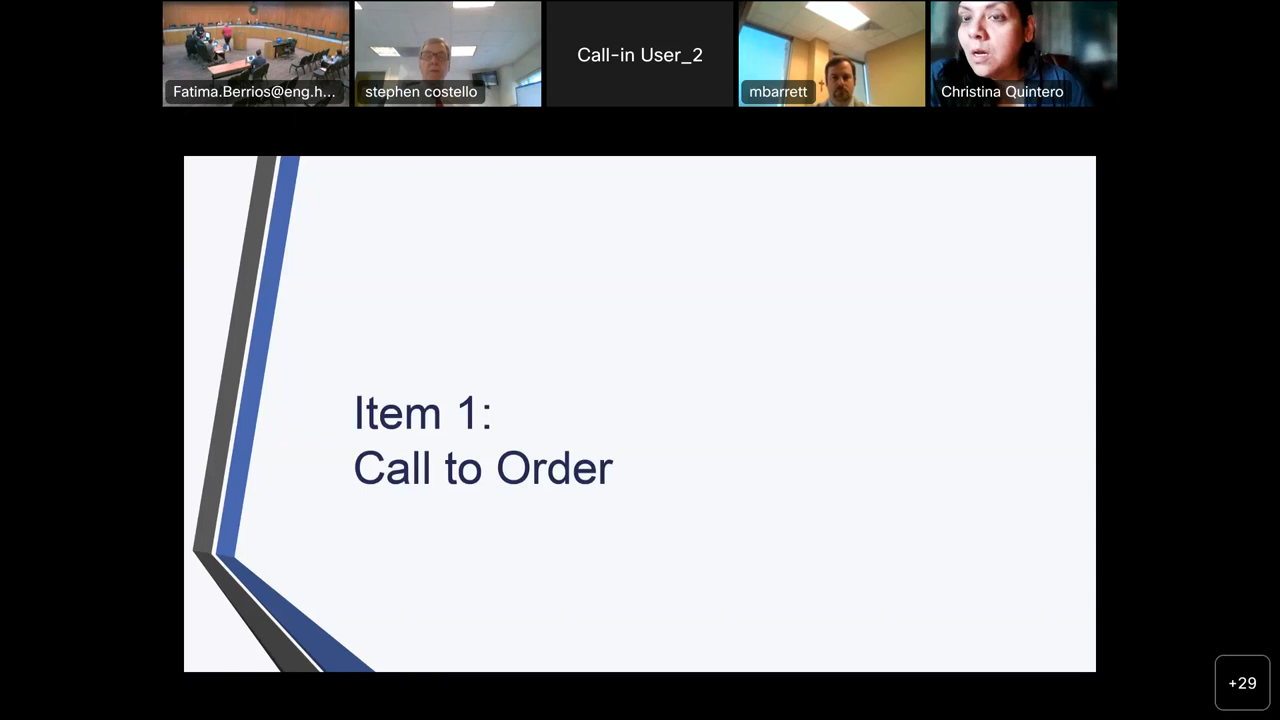 Fatima.Berrios@eng.h...
stephen costello
Call-in User_2
mbarrett
Christina Quintero
Item 1:
Call to Order
+29